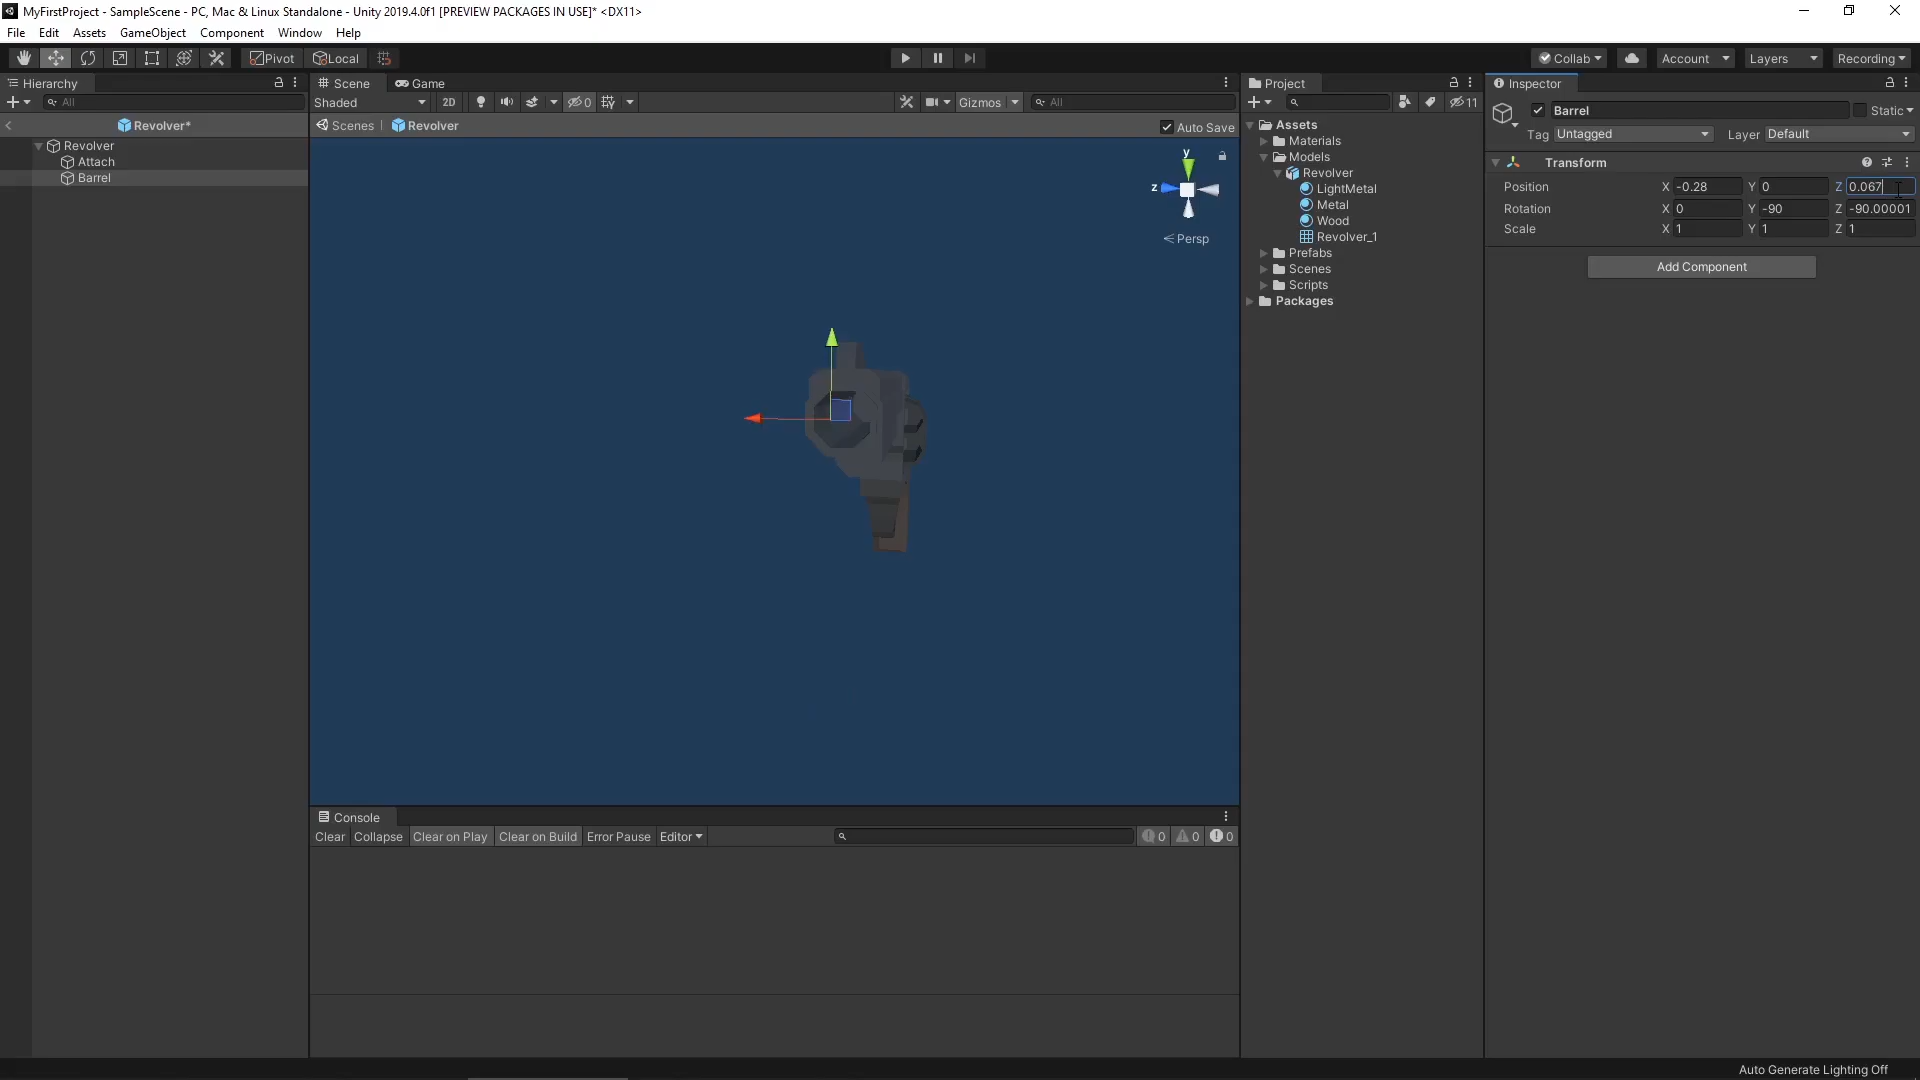 MyFirstProject - SampleScene - PC, Mac & Linux Standalone - Unity 2019.4.0f1 [PREVIEW PACKAGES IN USE]* <DX11>
File Edit Assets GameObject Component Window Help
Pivot Local Collab Account Layers Recording
Hierarchy
All
Revolver*
Revolver
Attach
Barrel
Scene Game
Shaded 2D 0 Gizmos All
Scenes | Revolver Auto Save
y
z
Persp
Console
Clear Collapse Clear on Play Clear on Build Error Pause Editor 0 0 0
Project
11
Assets
Materials
Models
Revolver
LightMetal
Metal
Wood
Revolver_1
Prefabs
Scenes
Scripts
Packages
Inspector
Barrel Static
Tag Untagged Layer Default
Transform
Position X -0.28 Y 0 Z 0.067
Rotation X 0 Y -90 Z -90.00001
Scale X 1 Y 1 Z 1
Add Component
Auto Generate Lighting Off